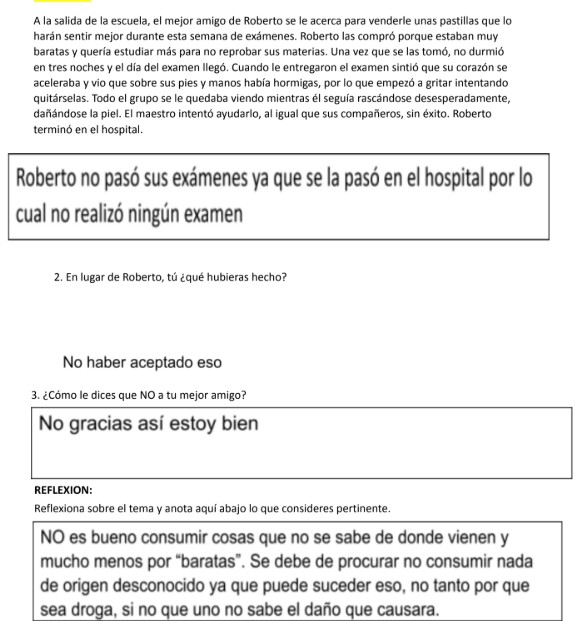 A la salida de la escuela, el mejor amigo de Roberto se le acerca para venderle unas pastillas que lo
harán sentir mejor durante esta semana de exámenes. Roberto las compró porque estaban muy
baratas y quería estudiar más para no reprobar sus materias. Una vez que se las tomó, no durmió
en tres noches y el día del examen llegó. Cuando le entregaron el examen sintió que su corazón se
aceleraba y vio que sobre sus pies y manos había hormigas, por lo que empezó a gritar intentando
quitárselas. Todo el grupo se le quedaba viendo mientras él seguía rascándose desesperadamente,
dañándose la piel. El maestro intentó ayudarlo, al igual que sus compañeros, sin éxito. Roberto
terminó en el hospital.
Roberto no pasó sus exámenes ya que se la pasó en el hospital por lo
cual no realizó ningún examen
2. En lugar de Roberto, tú ¿qué hubieras hecho?
No haber aceptado eso
3. ¿Cómo le dices que NO a tu mejor amigo?
No gracias así estoy bien
REFLEXION:
Reflexiona sobre el tema y anota aquí abajo lo que consideres pertinente.
NO es bueno consumir cosas que no se sabe de donde vienen y
mucho menos por “baratas”. Se debe de procurar no consumir nada
de origen desconocido ya que puede suceder eso, no tanto por que
sea droga, si no que uno no sabe el daño que causara.